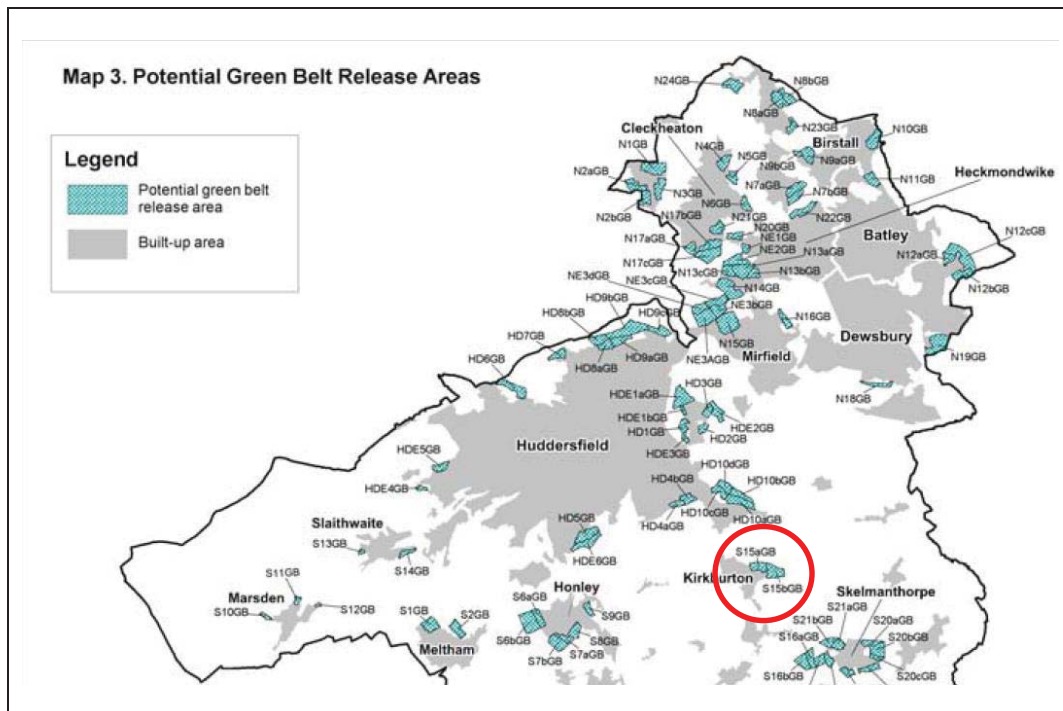 Map 3. Potential Green Belt Release Areas
Legend
Potential green belt
release area
Built-up area
N24GB
N8bGB
N8aGB
N23GB
Cleckheaton
Birstall
N10GB
N1GB
N4GB
N5GB
N9bGB
N9aGB
Heckmondwike
N2aGB
N3GB
N7aGB
N7bGB
N11GB
N2bGB
N6GB
N22GB
N17bGB
N21GB
N20GB
NE1GB
NE2GB
N17aGB
N13aGB
Batley
N12cGB
N12aGB
N17cGB
N13cGB
N13bGB
NE3dGB
NE3cGB
N14GB
N12bGB
HD9bGB
NE3bGB
HD8bGB
HD9cGB
N16GB
N15GB
Dewsbury
HD7GB
HD9aGB
NE3AGB
Mirfield
N19GB
HD6GB
HD8aGB
HDE1aGB
HD3GB
N18GB
HDE1bGB
HDE2GB
HD1GB
HD2GB
Huddersfield
HDE3GB
HDE5GB
HD10dGB
HD4bGB
HD10bGB
HDE4GB
HD10cGB
HD4aGB
HD10aGB
Slaithwaite
HD5GB
S13GB
S15aGB
S14GB
HDE6GB
Kirkburton
S15bGB
Marsden
S11GB
Honley
Skelmanthorpe
S10GB
S12GB
S1GB
S2GB
S6aGB
S9GB
S21aGB
S21bGB
S20aGB
S16aGB
S20bGB
S6bGB
S8GB
Meltham
S7bGB
S7aGB
S16bGB
S20cGB